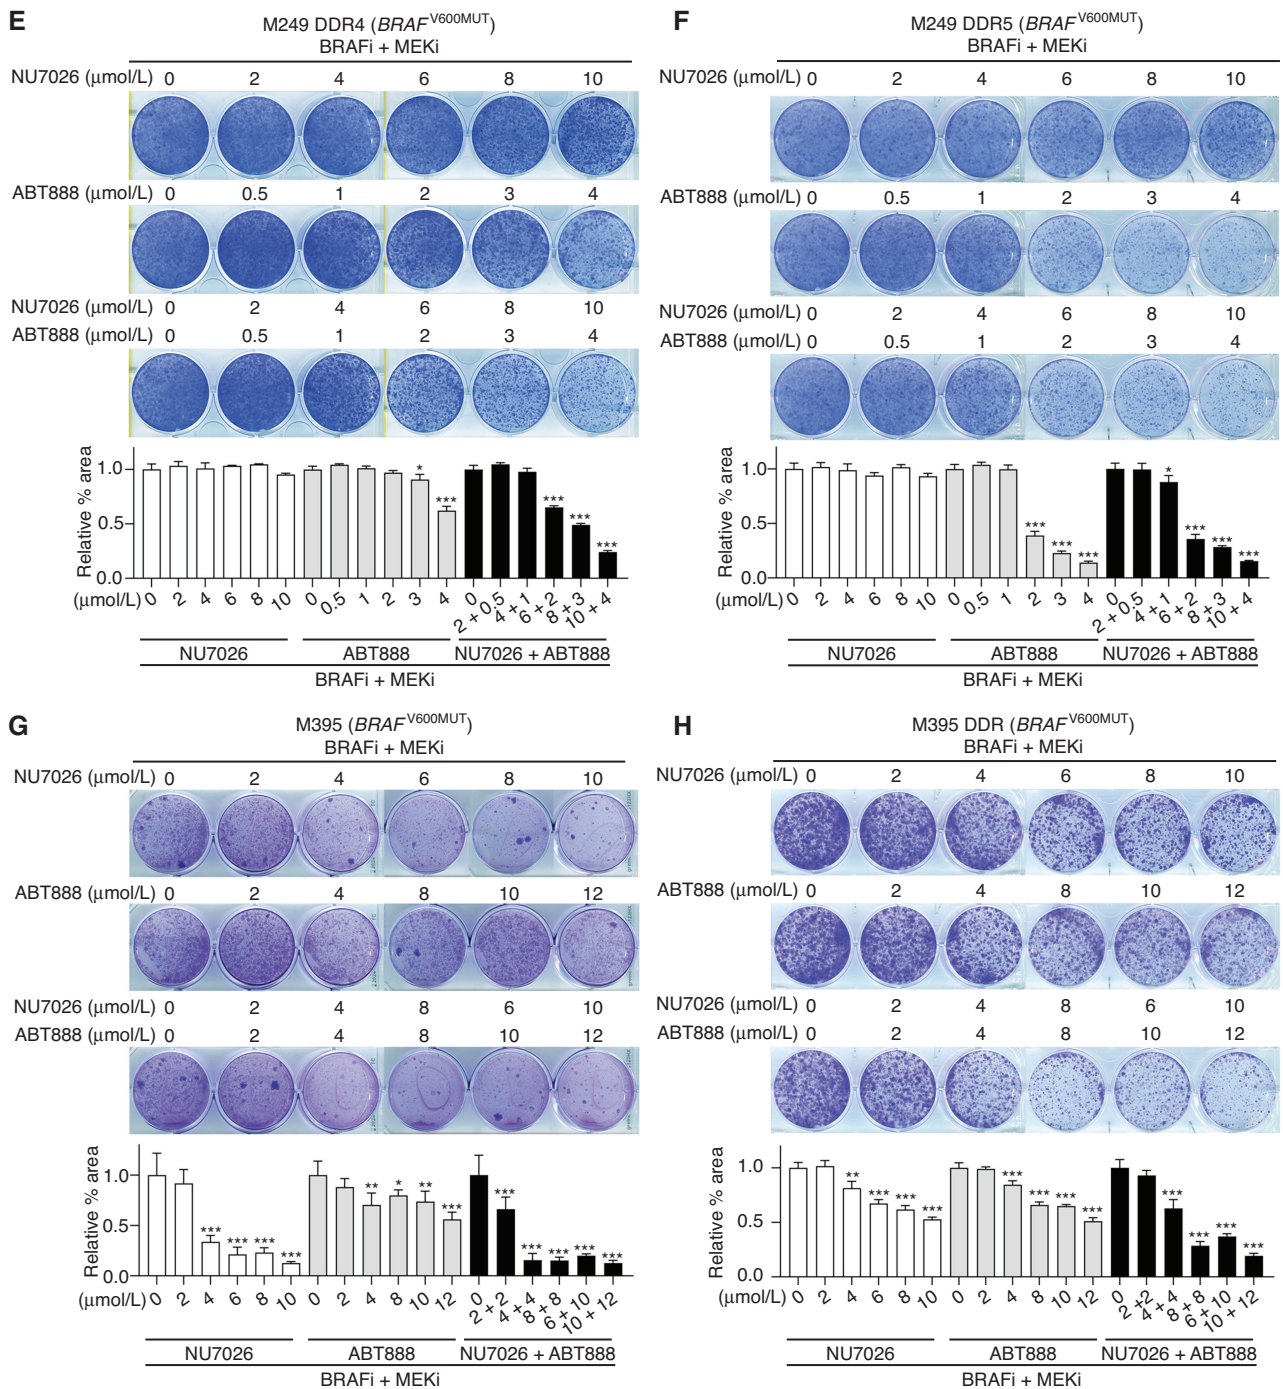 E
M249 DDR4 (BRAF V600MUT)
BRAFi + MEKi
NU7026 (μmol/L) 0 2 4 6 8 10
ABT888 (μmol/L) 0 0.5 1 2 3 4
NU7026 (μmol/L) 0 2 4 6 8 10
ABT888 (μmol/L) 0 0.5 1 2 3 4
Relative % area
1.0
0.5
0.0
* *** *** *** ***
(μmol/L) 0 2 4 6 8 10 0 0.5 1 2 3 4 0 2 + 0.5 4 + 1 6 + 2 8 + 3 10 + 4
NU7026 ABT888 NU7026 + ABT888
BRAFi + MEKi
F
M249 DDR5 (BRAF V600MUT)
BRAFi + MEKi
NU7026 (μmol/L) 0 2 4 6 8 10
ABT888 (μmol/L) 0 0.5 1 2 3 4
NU7026 (μmol/L) 0 2 4 6 8 10
ABT888 (μmol/L) 0 0.5 1 2 3 4
Relative % area
1.0
0.5
0.0
*** *** *** * *** *** ***
(μmol/L) 0 2 4 6 8 10 0 0.5 1 2 3 4 0 2 + 0.5 4 + 1 6 + 2 8 + 3 10 + 4
NU7026 ABT888 NU7026 + ABT888
BRAFi + MEKi
G
M395 (BRAF V600MUT)
BRAFi + MEKi
NU7026 (μmol/L) 0 2 4 6 8 10
ABT888 (μmol/L) 0 2 4 8 10 12
NU7026 (μmol/L) 0 2 4 8 6 10
ABT888 (μmol/L) 0 2 4 8 10 12
Relative % area
1.0
0.5
0.0
*** *** *** *** ** * ** *** *** *** *** *** ***
(μmol/L) 0 2 4 6 8 10 0 2 4 8 10 12 0 2 + 2 4 + 4 8 + 8 6 + 10 10 + 12
NU7026 ABT888 NU7026 + ABT888
BRAFi + MEKi
H
M395 DDR (BRAF V600MUT)
BRAFi + MEKi
NU7026 (μmol/L) 0 2 4 6 8 10
ABT888 (μmol/L) 0 2 4 8 10 12
NU7026 (μmol/L) 0 2 4 8 6 10
ABT888 (μmol/L) 0 2 4 8 10 12
Relative % area
1.0
0.5
0.0
** *** *** *** *** *** *** *** *** *** *** ***
(μmol/L) 0 2 4 6 8 10 0 2 4 8 10 12 0 2 +2 4 + 4 8 + 8 6 + 10 10 + 12
NU7026 ABT888 NU7026 + ABT888
BRAFi + MEKi